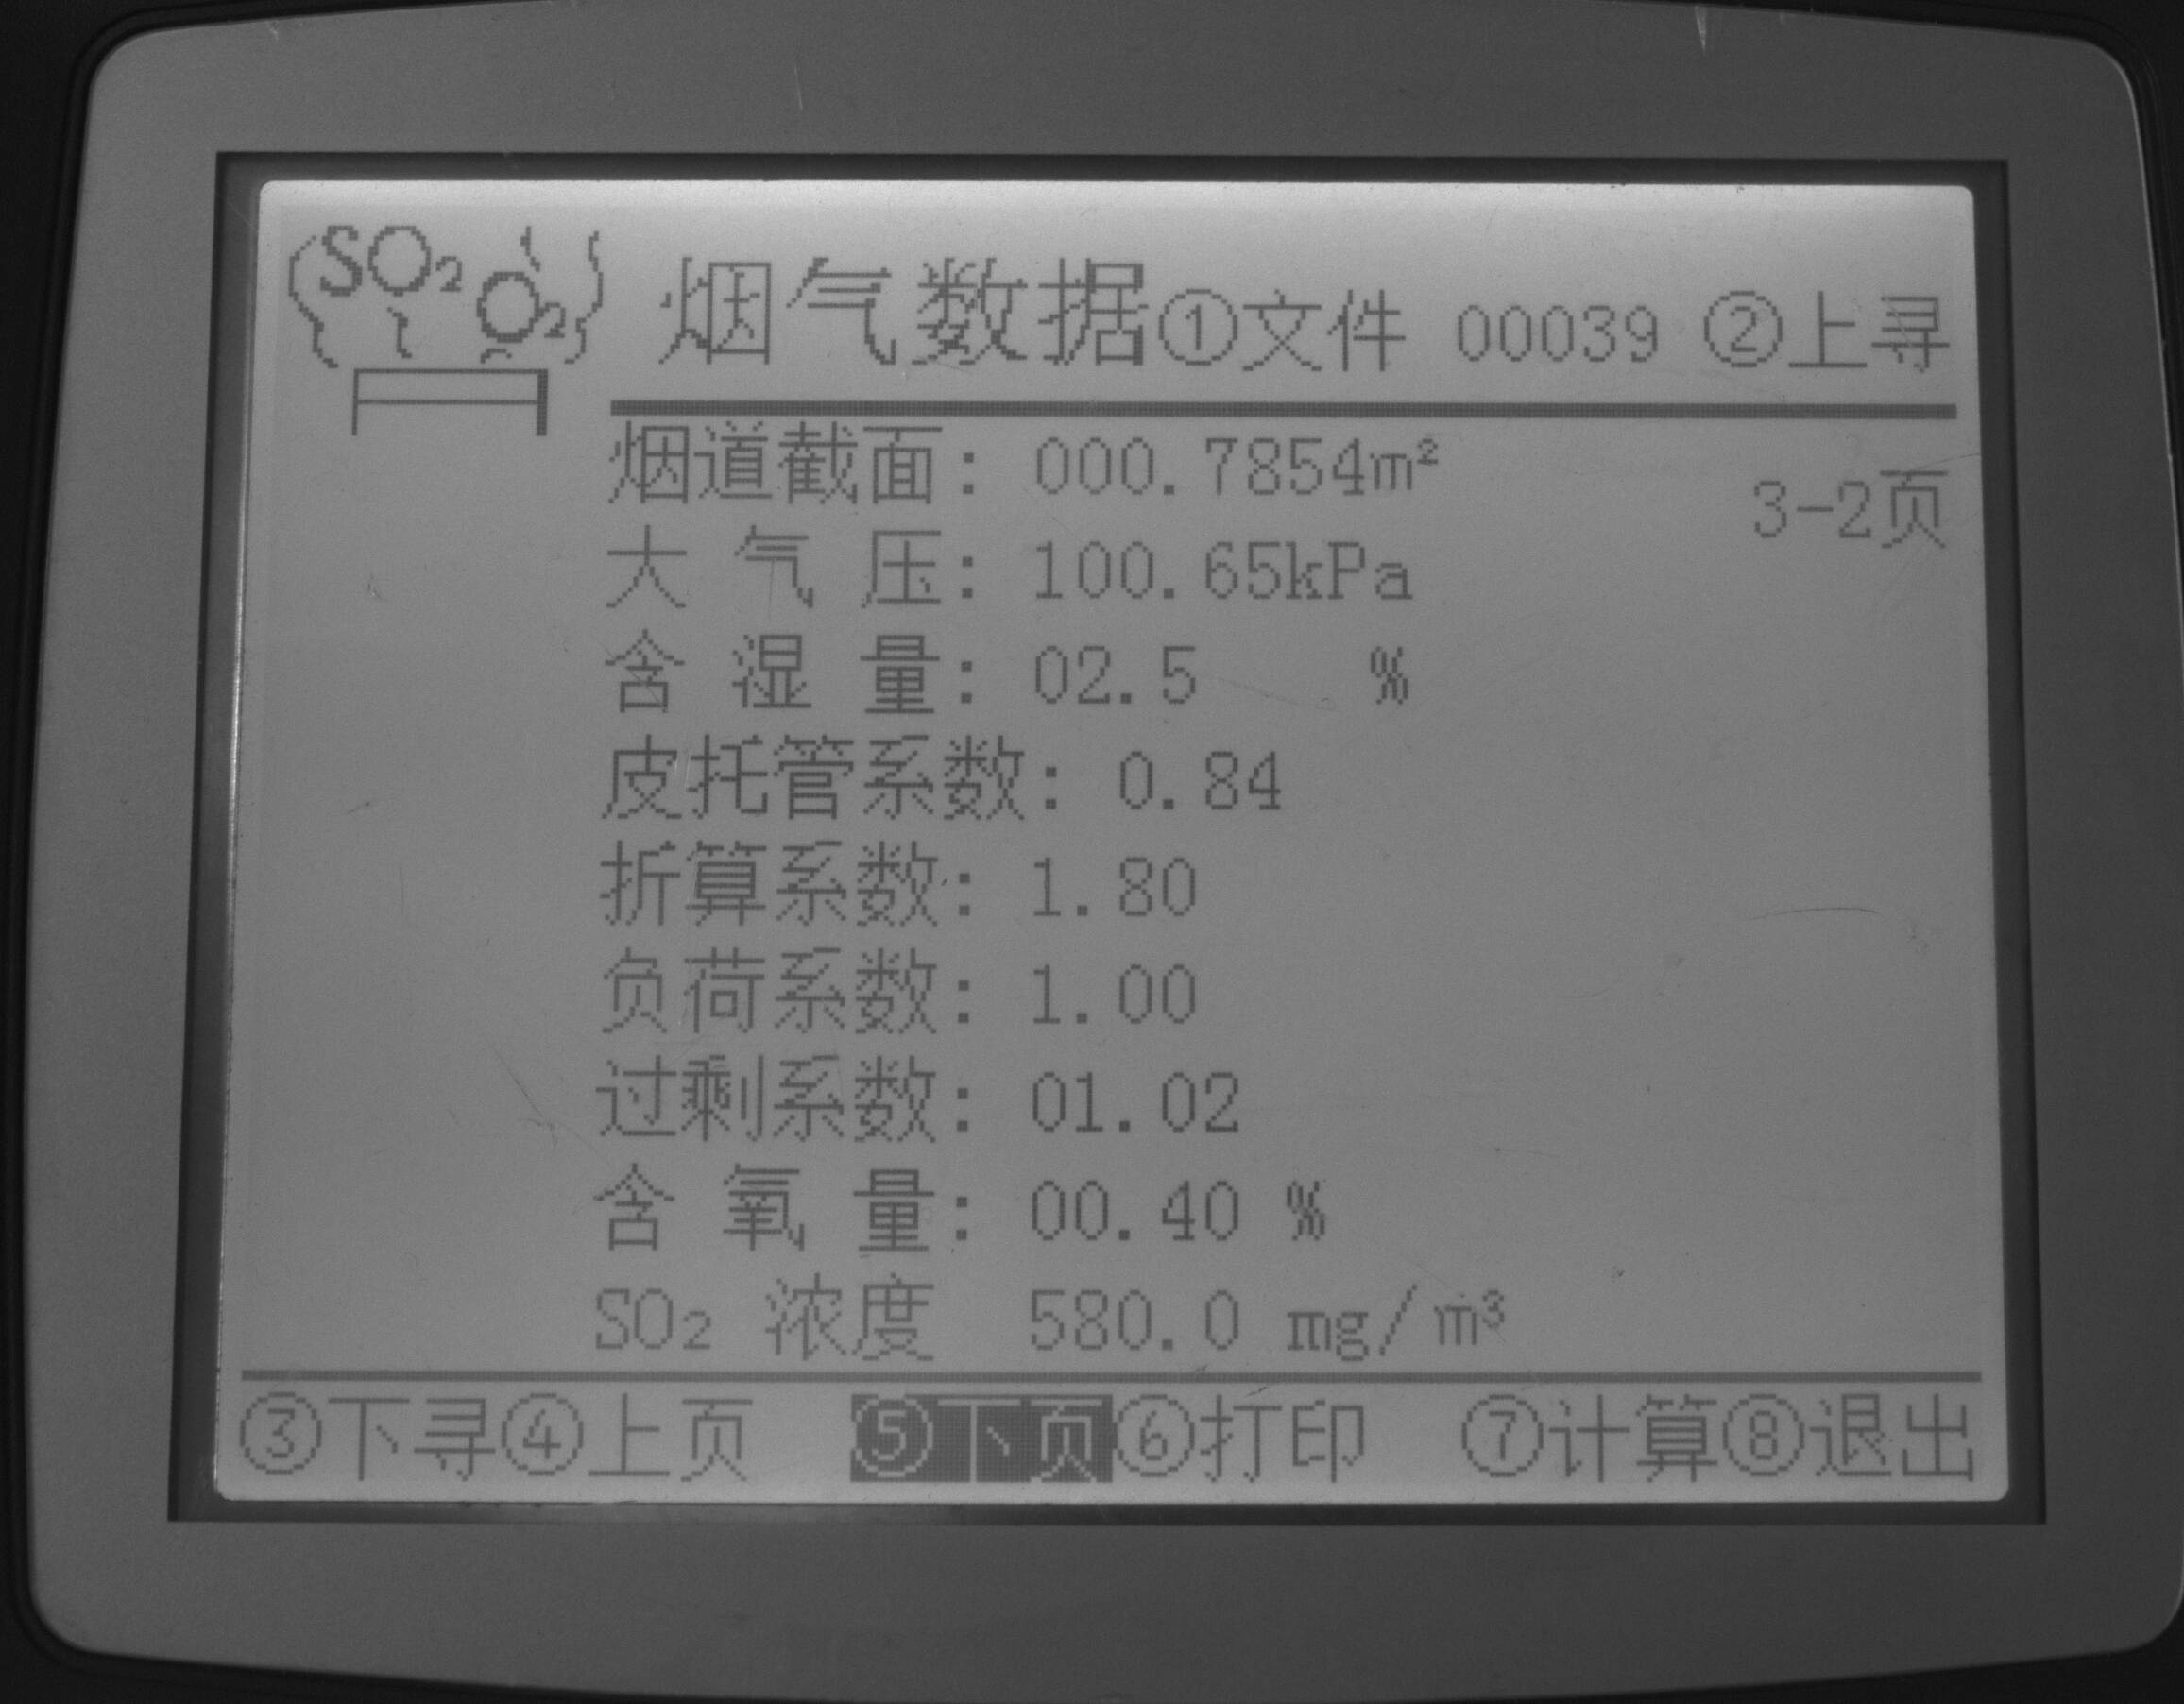 SO₂ O₂
烟气数据①文件 00039 ②上寻
烟道截面: 000.7854m²
3-2页
大气压: 100.65kPa
含湿量: 02.5 %
皮托管系数: 0.84
折算系数: 1.80
负荷系数: 1.00
过剩系数: 01.02
含氧量: 00.40 %
SO₂ 浓度 580.0 mg/m³
③下寻④上页 ⑤下页⑥打印 ⑦计算⑧退出